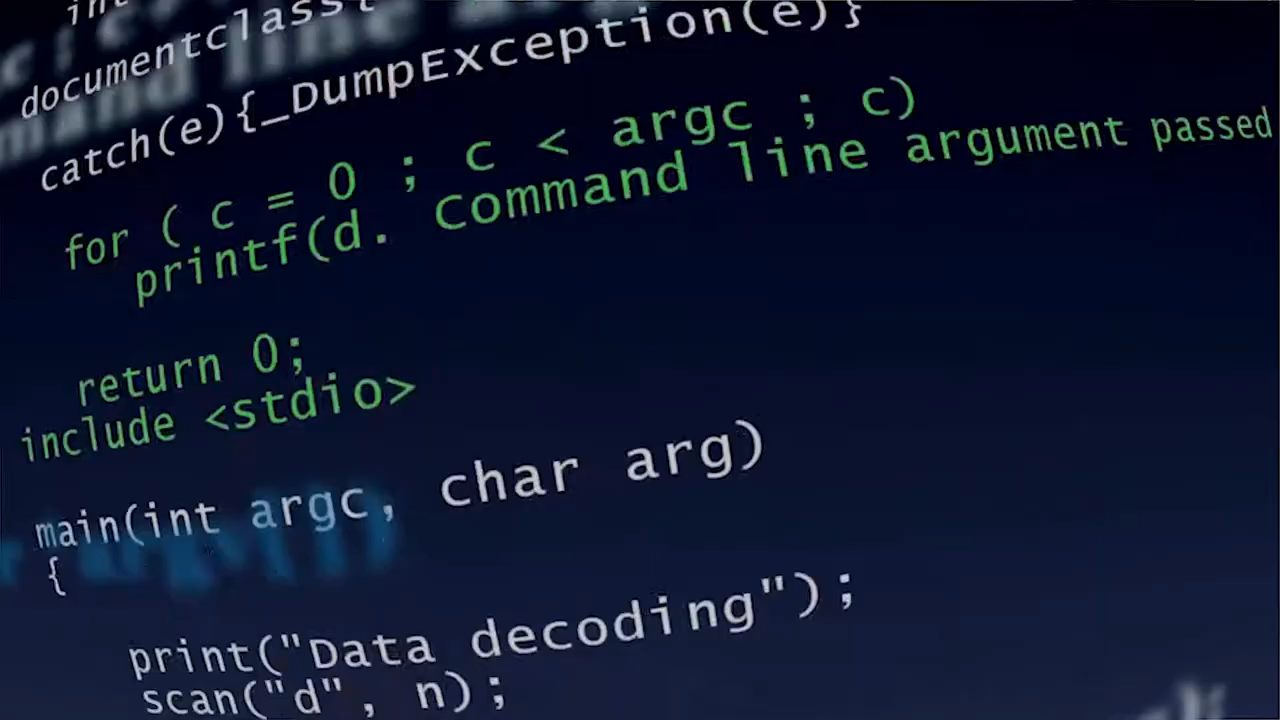 int
documentclass{
catch(e){_DumpException(e)}
for ( c = 0 ; c < argc ; c)
printf(d. Command line argument passed
return 0;
include <stdio>
main(int argc, char arg)
{
print("Data decoding");
scan("d", n);